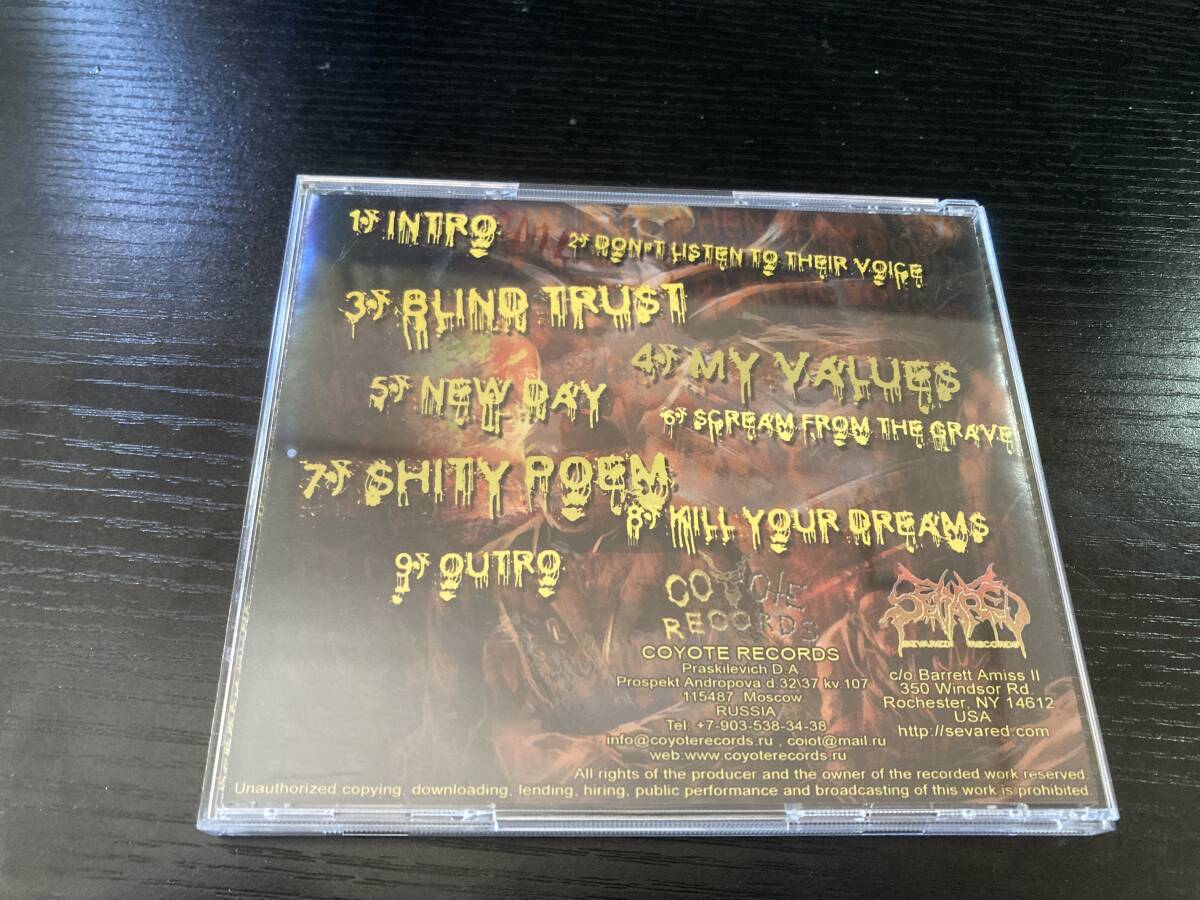 1) INTRO
2) DON'T LISTEN TO THEIR VOICE
3) BLIND TRUST
4) MY VALUES
5) NEW DAY
6) SCREAM FROM THE GRAVE
7) SHITY POEM
8) KILL YOUR DREAMS
9) OUTRO
COYOTE
RECORDS
COYOTE RECORDS
Praskilevich D.A.
Prospekt Andropova d.32\37 kv.107
115487 Moscow
RUSSIA
Tel: +7-903-538-34-38
info@coyoterecords.ru , coiot@mail.ru
web:www coyoterecords.ru
SEVARED
SEVARED RECORDS
c/o Barrett Amiss II
350 Windsor Rd
Rochester, NY 14612
USA
http://sevared.com
All rights of the producer and the owner of the recorded work reserved.
Unauthorized copying, downloading, lending, hiring, public performance and broadcasting of this work is prohibited